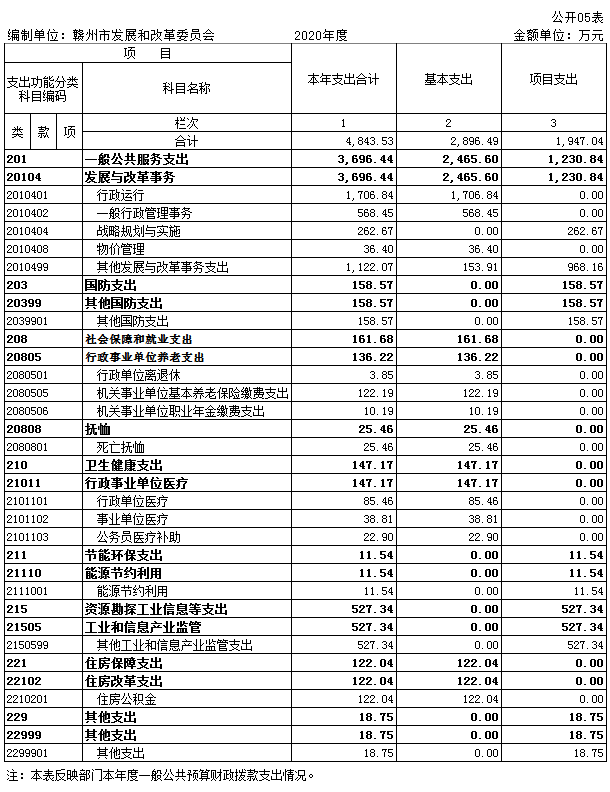 公开05表
编制单位：赣州市发展和改革委员会 2020年度 金额单位：万元
项 目 本年支出合计 基本支出 项目支出
支出功能分类科目编码 科目名称
类 款 项 栏次 1 2 3
合计 4,843.53 2,896.49 1,947.04
201 一般公共服务支出 3,696.44 2,465.60 1,230.84
20104 发展与改革事务 3,696.44 2,465.60 1,230.84
2010401 行政运行 1,706.84 1,706.84 0.00
2010402 一般行政管理事务 568.45 568.45 0.00
2010404 战略规划与实施 262.67 0.00 262.67
2010408 物价管理 36.40 36.40 0.00
2010499 其他发展与改革事务支出 1,122.07 153.91 968.16
203 国防支出 158.57 0.00 158.57
20399 其他国防支出 158.57 0.00 158.57
2039901 其他国防支出 158.57 0.00 158.57
208 社会保障和就业支出 161.68 161.68 0.00
20805 行政事业单位养老支出 136.22 136.22 0.00
2080501 行政单位离退休 3.85 3.85 0.00
2080505 机关事业单位基本养老保险缴费支出 122.19 122.19 0.00
2080506 机关事业单位职业年金缴费支出 10.19 10.19 0.00
20808 抚恤 25.46 25.46 0.00
2080801 死亡抚恤 25.46 25.46 0.00
210 卫生健康支出 147.17 147.17 0.00
21011 行政事业单位医疗 147.17 147.17 0.00
2101101 行政单位医疗 85.46 85.46 0.00
2101102 事业单位医疗 38.81 38.81 0.00
2101103 公务员医疗补助 22.90 22.90 0.00
211 节能环保支出 11.54 0.00 11.54
21110 能源节约利用 11.54 0.00 11.54
2111001 能源节约利用 11.54 0.00 11.54
215 资源勘探工业信息等支出 527.34 0.00 527.34
21505 工业和信息产业监管 527.34 0.00 527.34
2150599 其他工业和信息产业监管支出 527.34 0.00 527.34
221 住房保障支出 122.04 122.04 0.00
22102 住房改革支出 122.04 122.04 0.00
2210201 住房公积金 122.04 122.04 0.00
229 其他支出 18.75 0.00 18.75
22999 其他支出 18.75 0.00 18.75
2299901 其他支出 18.75 0.00 18.75
注：本表反映部门本年度一般公共预算财政拨款支出情况。